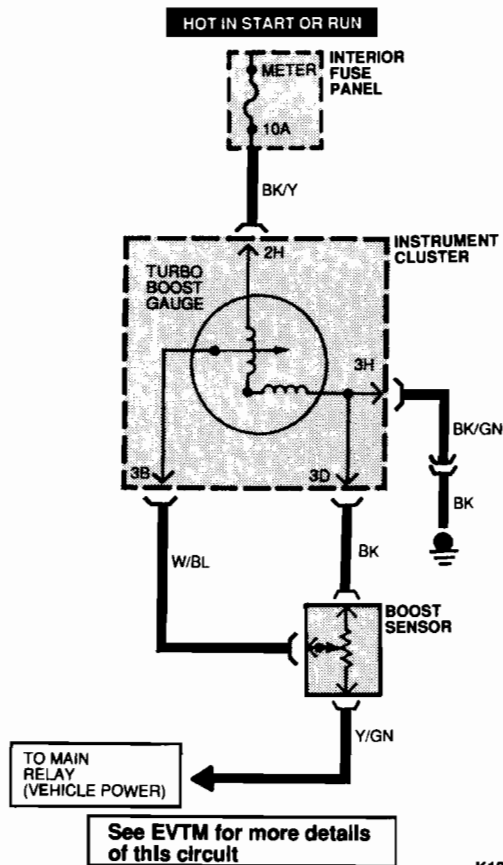 HOT IN START OR RUN
INTERIOR
FUSE
PANEL
METER
10A
BK/Y
INSTRUMENT
CLUSTER
2H
TURBO
BOOST
GAUGE
3H
BK/GN
3B
3D
BK
W/BL
BK
BOOST
SENSOR
Y/GN
TO MAIN
RELAY
(VEHICLE POWER)
See EVTM for more details
of this circuit